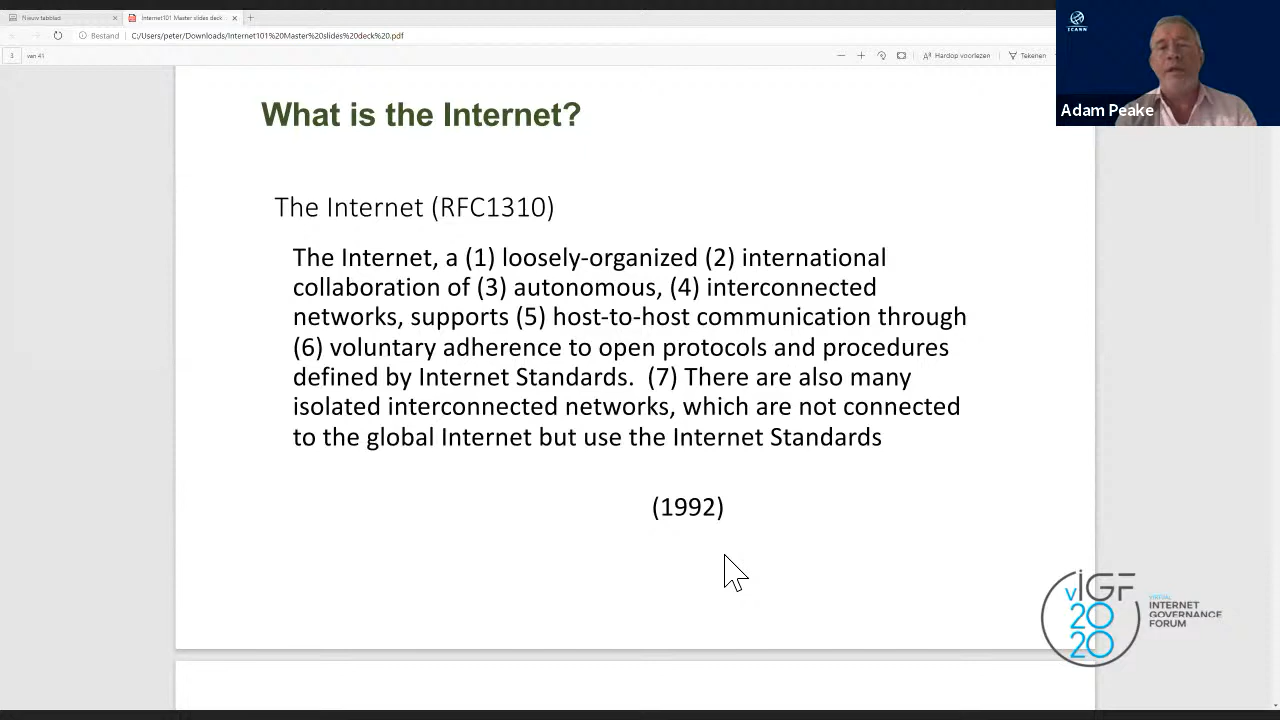 Nieuw tabblad
Internet101 Master slides deck
Bestand
C:/Users/peter/Downloads/Internet101%20Master%20slides%20deck%20.pdf
3 van 41
Hardop voorlezen
Tekenen
ICANN
Adam Peake
What is the Internet?
The Internet (RFC1310)
The Internet, a (1) loosely-organized (2) international
collaboration of (3) autonomous, (4) interconnected
networks, supports (5) host-to-host communication through
(6) voluntary adherence to open protocols and procedures
defined by Internet Standards. (7) There are also many
isolated interconnected networks, which are not connected
to the global Internet but use the Internet Standards
(1992)
vIGF
2020
VIRTUAL
INTERNET
GOVERNANCE
FORUM